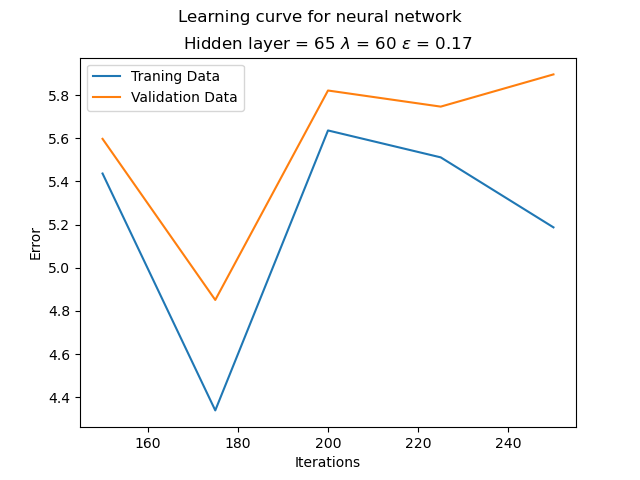 Learning curve for neural network
Hidden layer = 65 λ = 60 ε = 0.17
Traning Data
Validation Data
5.8
5.6
5.4
5.2
5.0
4.8
4.6
4.4
Error
160 180 200 220 240
Iterations